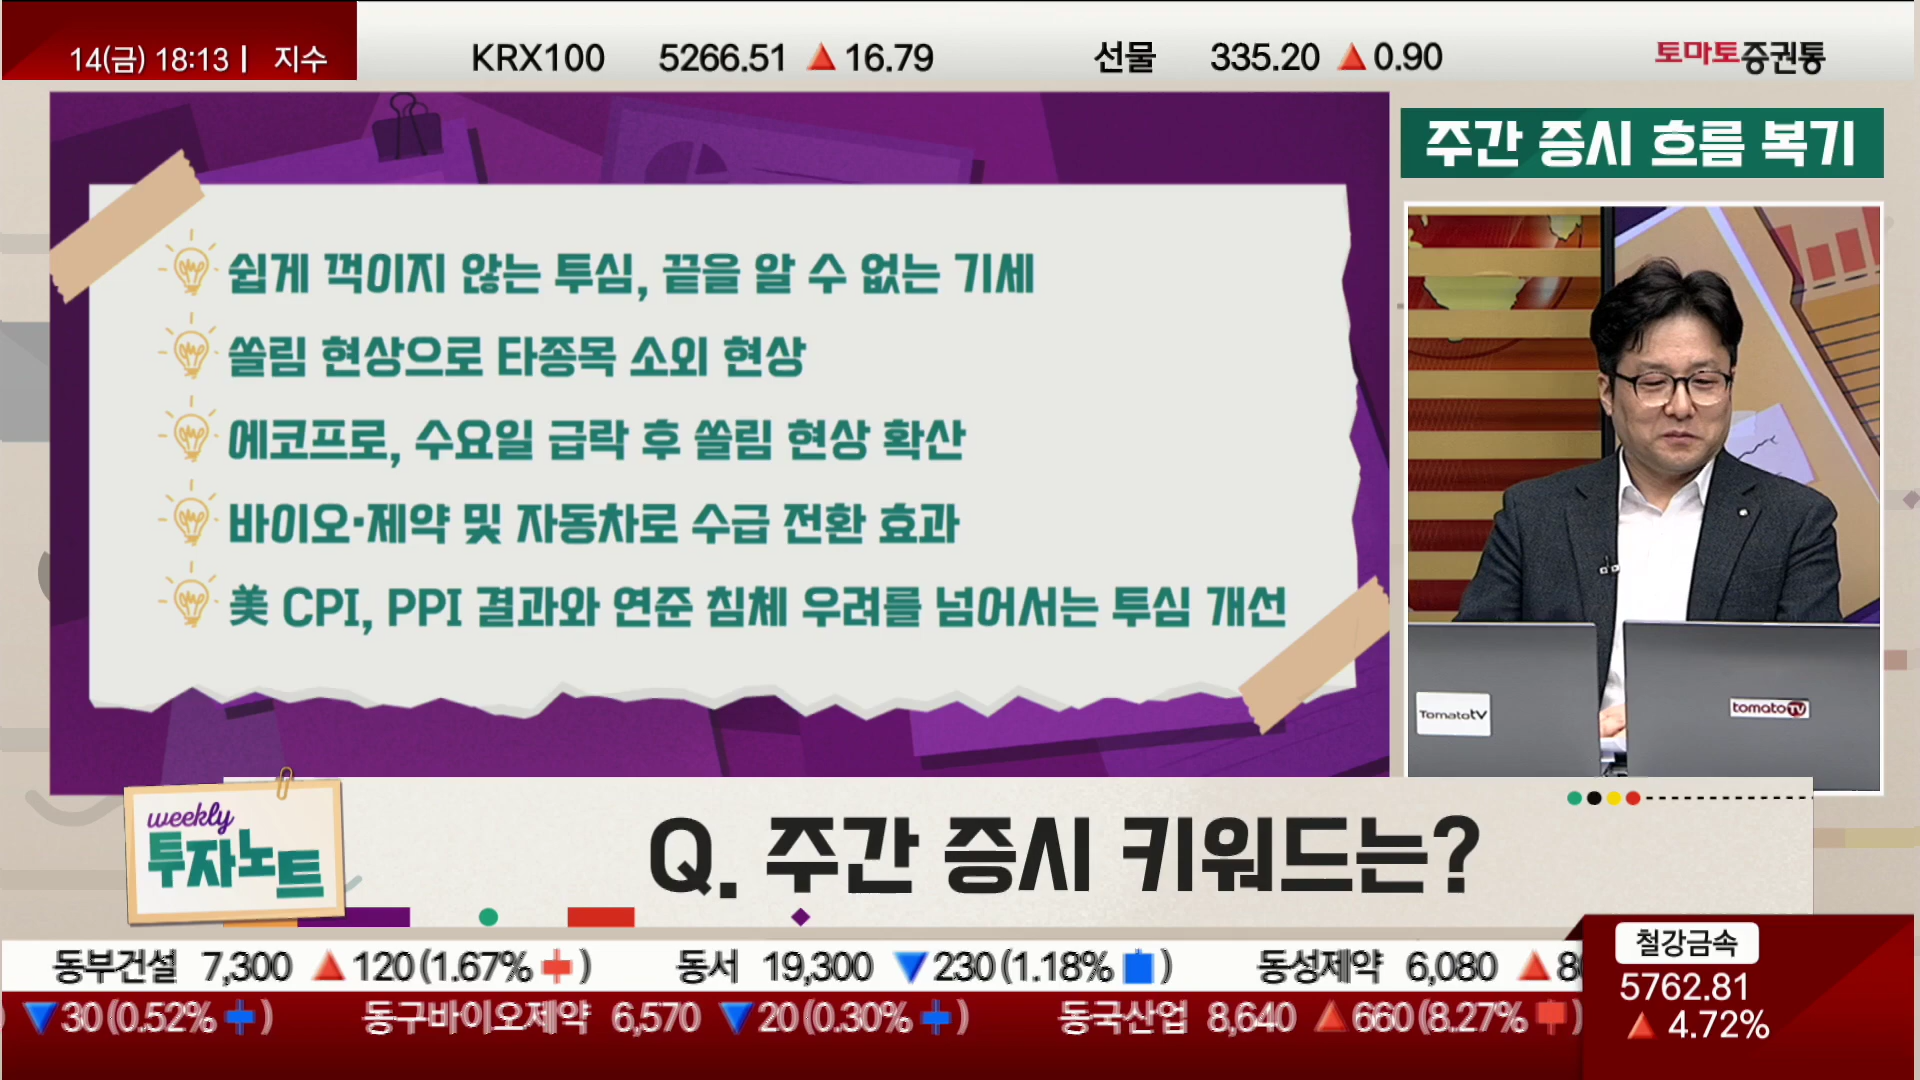 14(금) 18:13 | 지수
KRX100 5266.51 ▲ 16.79 선물 335.20 ▲ 0.90
토마토증권통
주간 증시 흐름 복기
쉽게 꺽이지 않는 투심, 끝을 알 수 없는 기세
쏠림 현상으로 타종목 소외 현상
에코프로, 수요일 급락 후 쏠림 현상 확산
바이오·제약 및 자동차로 수급 전환 효과
美 CPI, PPI 결과와 연준 침체 우려를 넘어서는 투심 개선
TomatoTV
tomatoTV
weekly
투자노트
Q. 주간 증시 키워드는?
동부건설 7,300 ▲120(1.67%) 동서 19,300 ▼230(1.18%) 동성제약 6,080 ▲
▼30(0.52%) 동구바이오제약 6,570 ▼20(0.30%) 동국산업 8,640 ▲660(8.27%)
철강금속
5762.81
▲ 4.72%